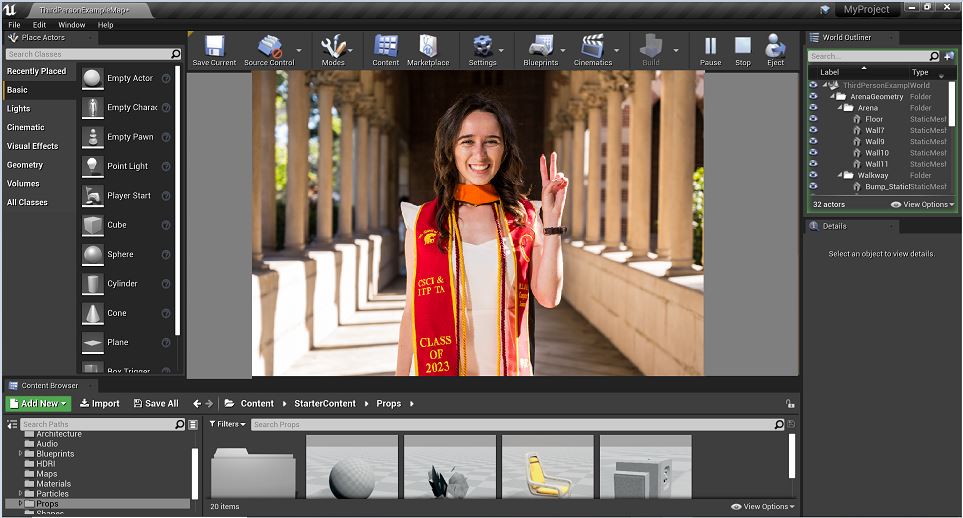 ThirdPersonExampleMap*
MyProject
File Edit Window Help
Place Actors
Search Classes
Recently Placed
Basic
Lights
Cinematic
Visual Effects
Geometry
Volumes
All Classes
Empty Actor
Empty Charac
Empty Pawn
Point Light
Player Start
Cube
Sphere
Cylinder
Cone
Plane
Box Trigger
Save Current
Source Control
Modes
Content
Marketplace
Settings
Blueprints
Cinematics
Build
Pause
Stop
Eject
CSCI &
ITP TA
CLASS
OF
2023
World Outliner
Search...
Label Type
ThirdPersonExampl World
ArenaGeometry Folder
Arena Folder
Floor StaticMesh
Wall7 StaticMesh
Wall9 StaticMesh
Wall10 StaticMesh
Wall11 StaticMesh
Walkway Folder
Bump_StaticI StaticMesh
32 actors View Options
Details
Select an object to view details.
Content Browser
Add New Import Save All Content StarterContent Props
Search Paths
Architecture
Audio
Blueprints
HDRI
Maps
Materials
Particles
Props
Shapes
Filters Search Props
20 items View Options